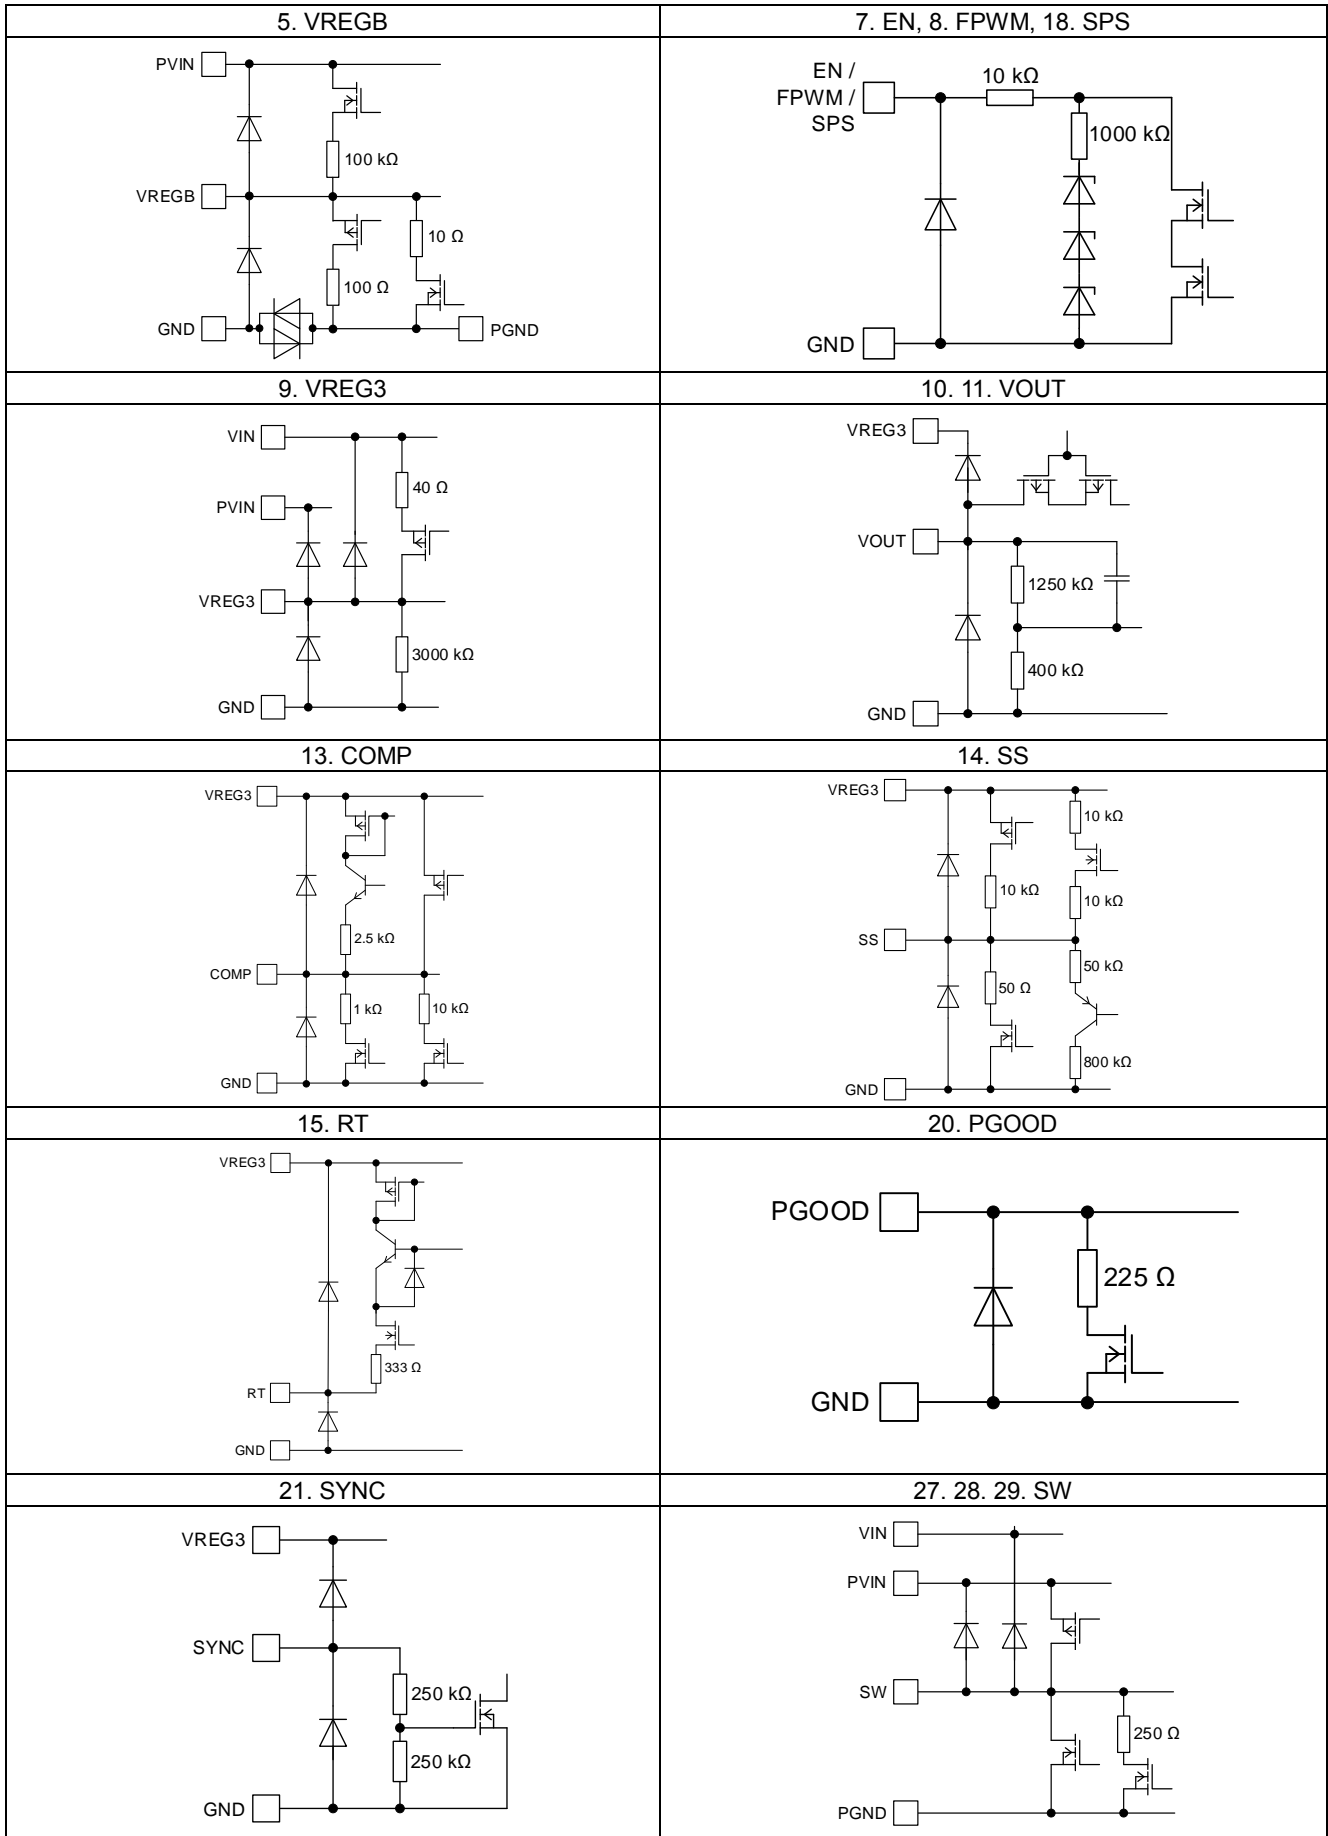 5. VREGB
PVIN
100 kΩ
VREGB
10 Ω
100 Ω
GND
PGND
7. EN, 8. FPWM, 18. SPS
EN /
FPWM /
SPS
10 kΩ
1000 kΩ
GND
9. VREG3
VIN
40 Ω
PVIN
VREG3
3000 kΩ
GND
10. 11. VOUT
VREG3
VOUT
1250 kΩ
400 kΩ
GND
13. COMP
VREG3
2.5 kΩ
COMP
1 kΩ
10 kΩ
GND
14. SS
VREG3
10 kΩ
10 kΩ
10 kΩ
SS
50 kΩ
50 Ω
800 kΩ
GND
15. RT
VREG3
333 Ω
RT
GND
20. PGOOD
PGOOD
225 Ω
GND
21. SYNC
VREG3
SYNC
250 kΩ
250 kΩ
GND
27. 28. 29. SW
VIN
PVIN
SW
250 Ω
PGND